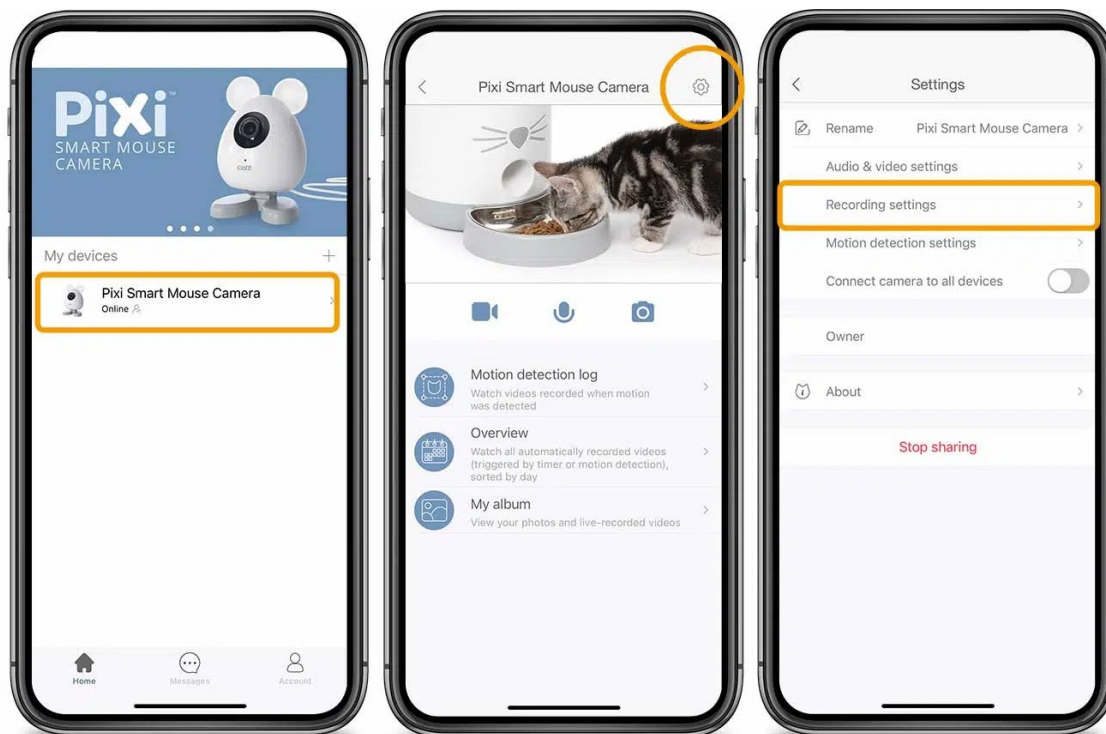 Pixi™
SMART MOUSE
CAMERA
catit
My devices
Pixi Smart Mouse Camera
Online
Home
Messages
Account
Pixi Smart Mouse Camera
Motion detection log
Watch videos recorded when motion
was detected
Overview
Watch all automatically recorded videos
(triggered by timer or motion detection),
sorted by day
My album
View your photos and live-recorded videos
Settings
Rename Pixi Smart Mouse Camera
Audio & video settings
Recording settings
Motion detection settings
Connect camera to all devices
Owner
About
Stop sharing